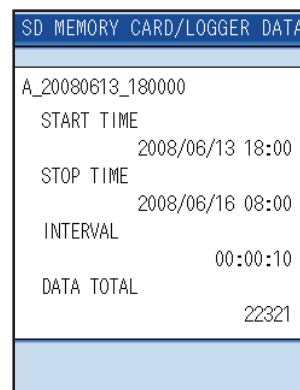 SD MEMORY CARD/LOGGER DATA
A_20080613_180000
START TIME
2008/06/13 18:00
STOP TIME
2008/06/16 08:00
INTERVAL
00:00:10
DATA TOTAL
22321